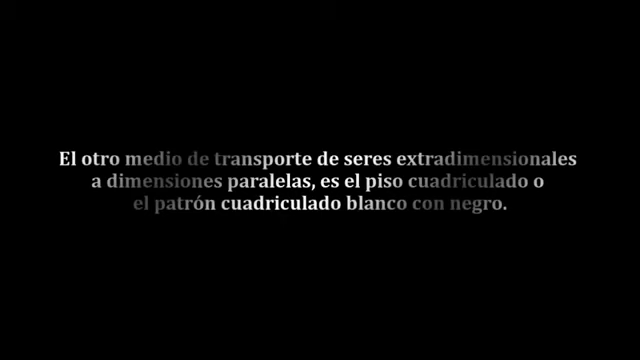 El otro medio de transporte de seres extradimensionales
a dimensiones paralelas, es el piso cuadriculado o
el patrón cuadriculado blanco con negro.